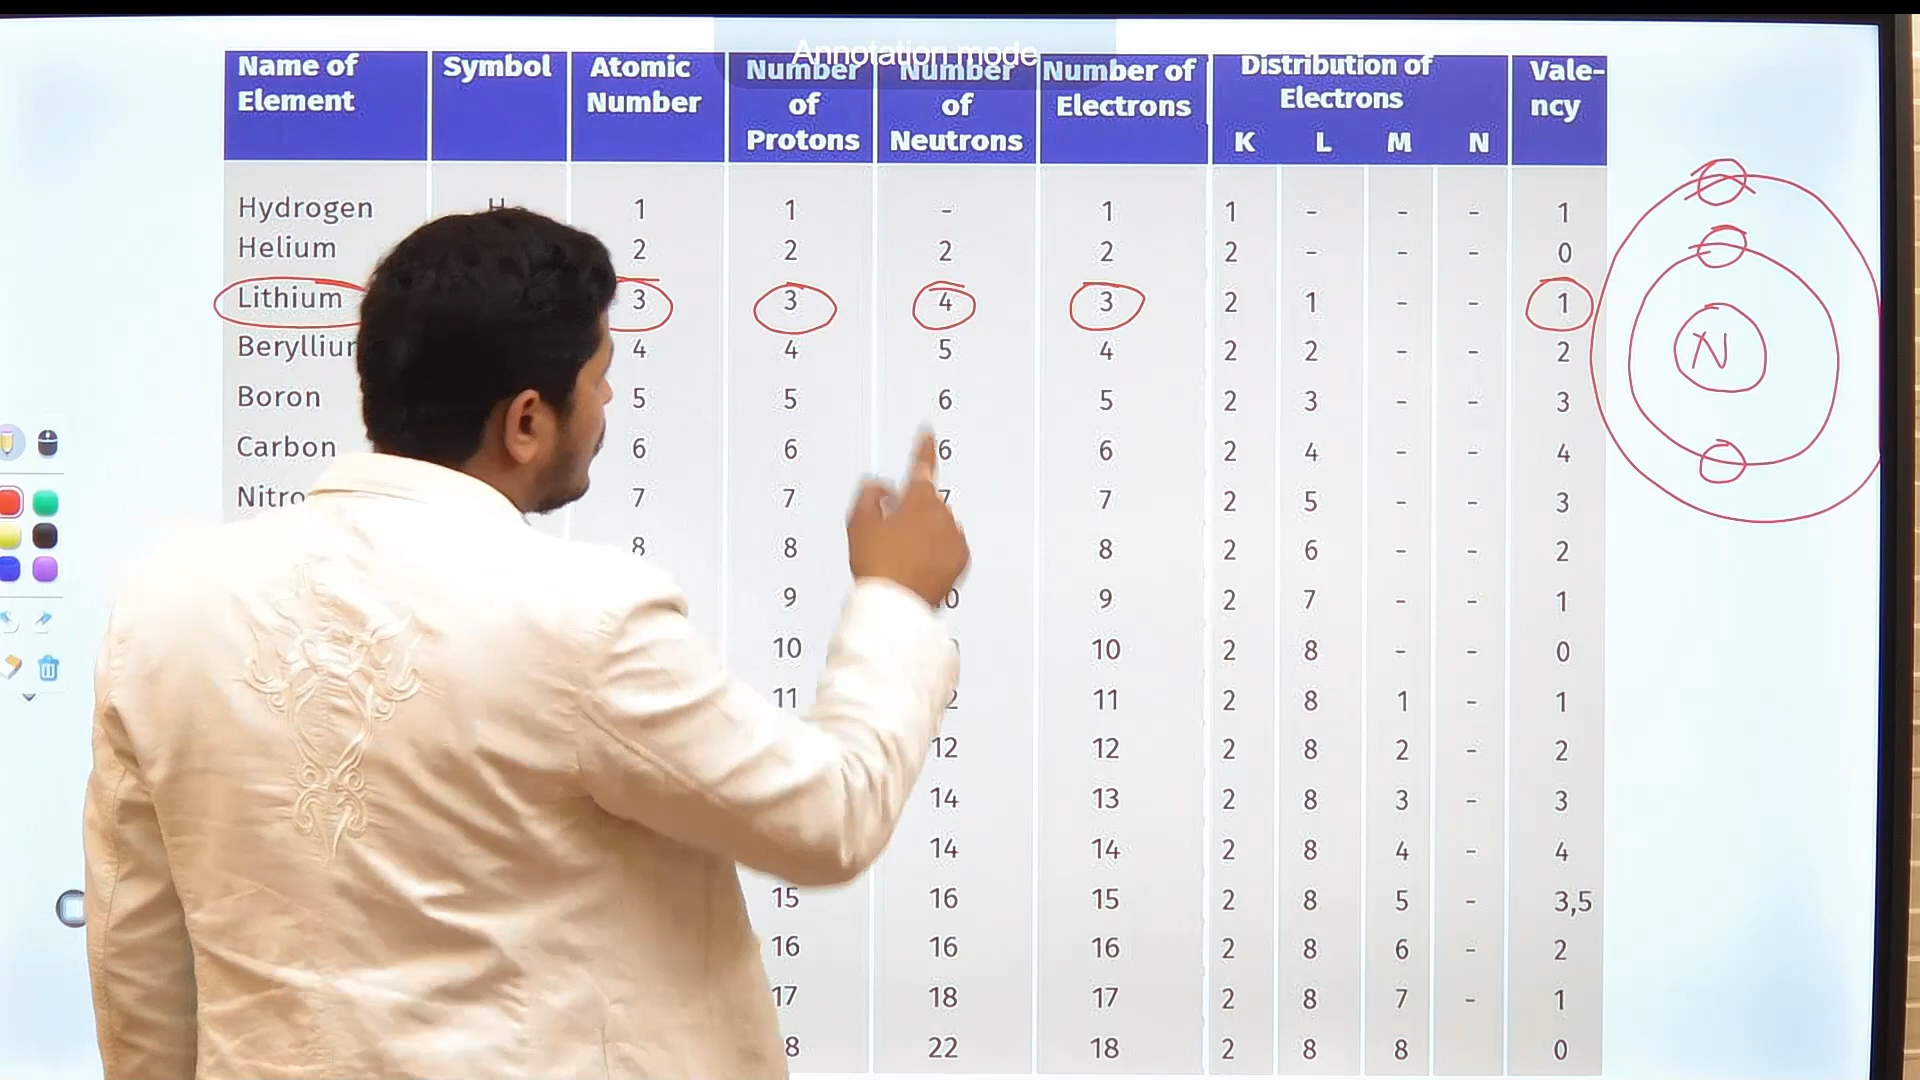 Annotation mode
Name of Element Symbol Atomic Number Number of Protons Number of Neutrons Number of Electrons Distribution of Electrons K L M N Vale-ncy
Hydrogen 1 1 - 1 1 - - - 1
Helium 2 2 2 2 2 - - - 0
Lithium 3 3 4 3 2 1 - - 1
4 4 5 4 2 2 - - 2
Boron 5 5 6 5 2 3 - - 3
Carbon 6 6 6 6 2 4 - - 4
7 7 7 7 2 5 - - 3
8 8 8 2 6 - - 2
9 9 2 7 - - 1
10 10 2 8 - - 0
11 11 2 8 1 - 1
12 12 2 8 2 - 2
14 13 2 8 3 - 3
14 14 2 8 4 - 4
15 16 15 2 8 5 - 3,5
16 16 16 2 8 6 - 2
17 18 17 2 8 7 - 1
22 18 2 8 8 0
N